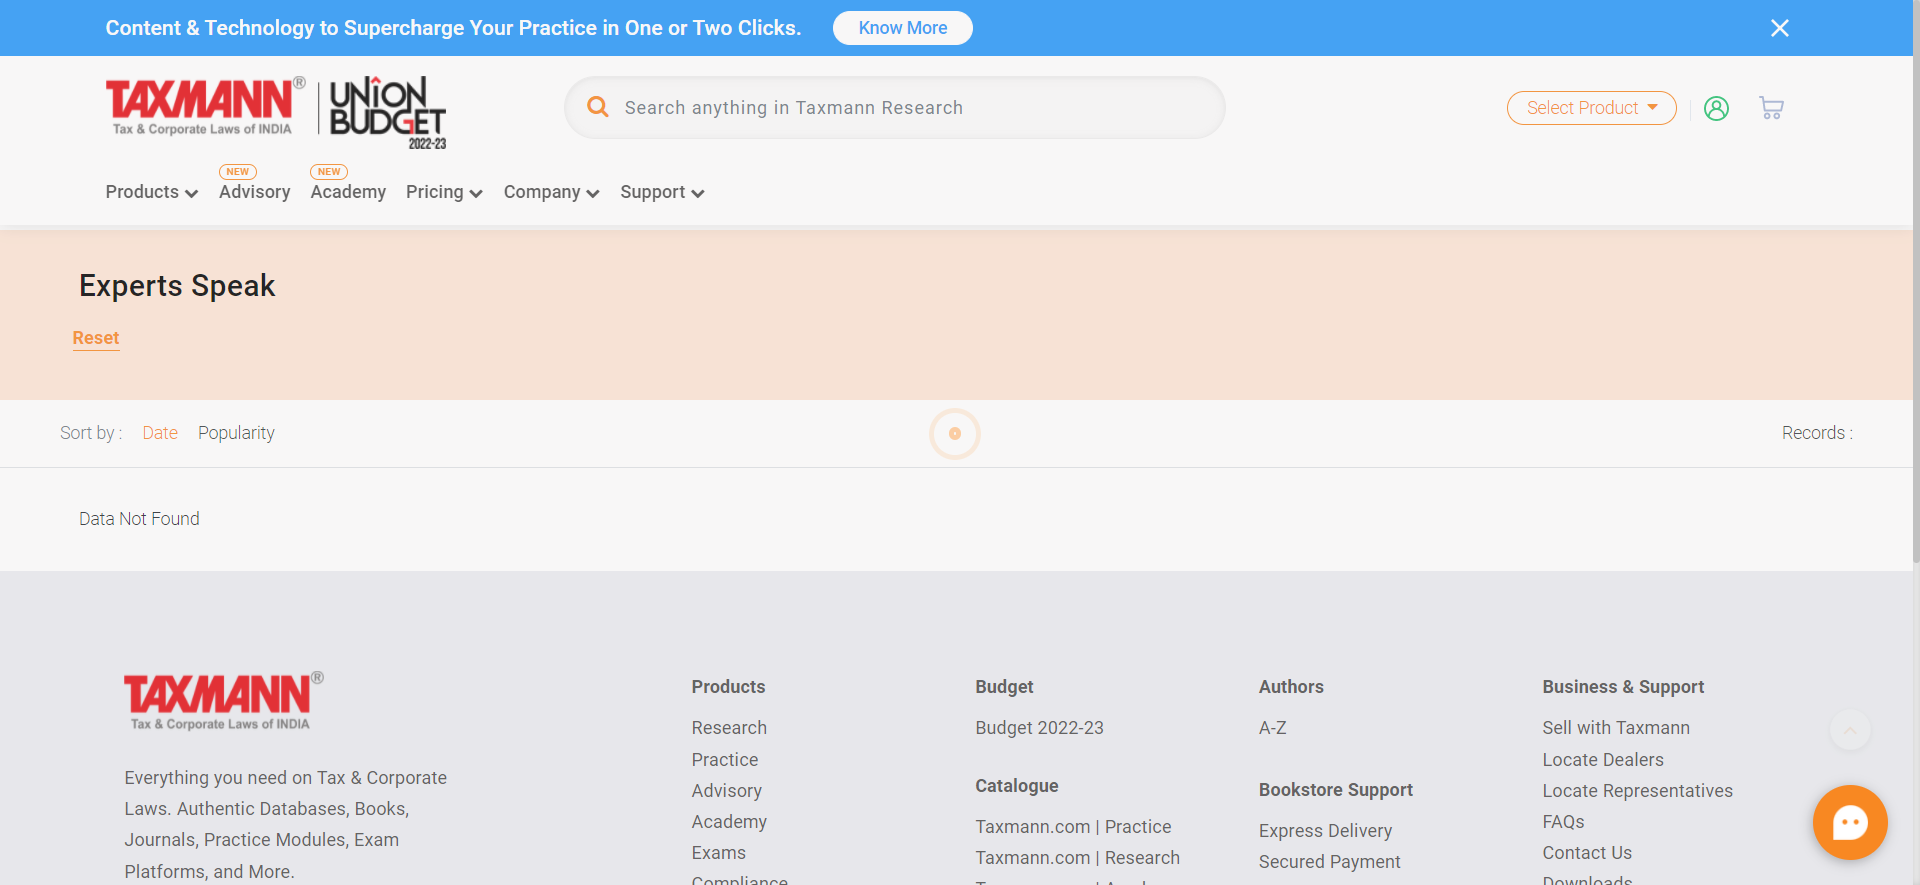 Content & Technology to Supercharge Your Practice in One or Two Clicks.
Know More
TAXMANN®
Tax & Corporate Laws of INDIA
UNION
BUDGET
2022-23
Search anything in Taxmann Research
Select Product
Products
NEW
Advisory
NEW
Academy
Pricing
Company
Support
Experts Speak
Reset
Sort by :
Date
Popularity
Records :
Data Not Found
TAXMANN®
Tax & Corporate Laws of INDIA
Everything you need on Tax & Corporate
Laws. Authentic Databases, Books,
Journals, Practice Modules, Exam
Platforms, and More.
Products
Research
Practice
Advisory
Academy
Exams
Compliance
Budget
Budget 2022-23
Catalogue
Taxmann.com | Practice
Taxmann.com | Research
Authors
A-Z
Bookstore Support
Express Delivery
Secured Payment
Business & Support
Sell with Taxmann
Locate Dealers
Locate Representatives
FAQs
Contact Us
Downloads